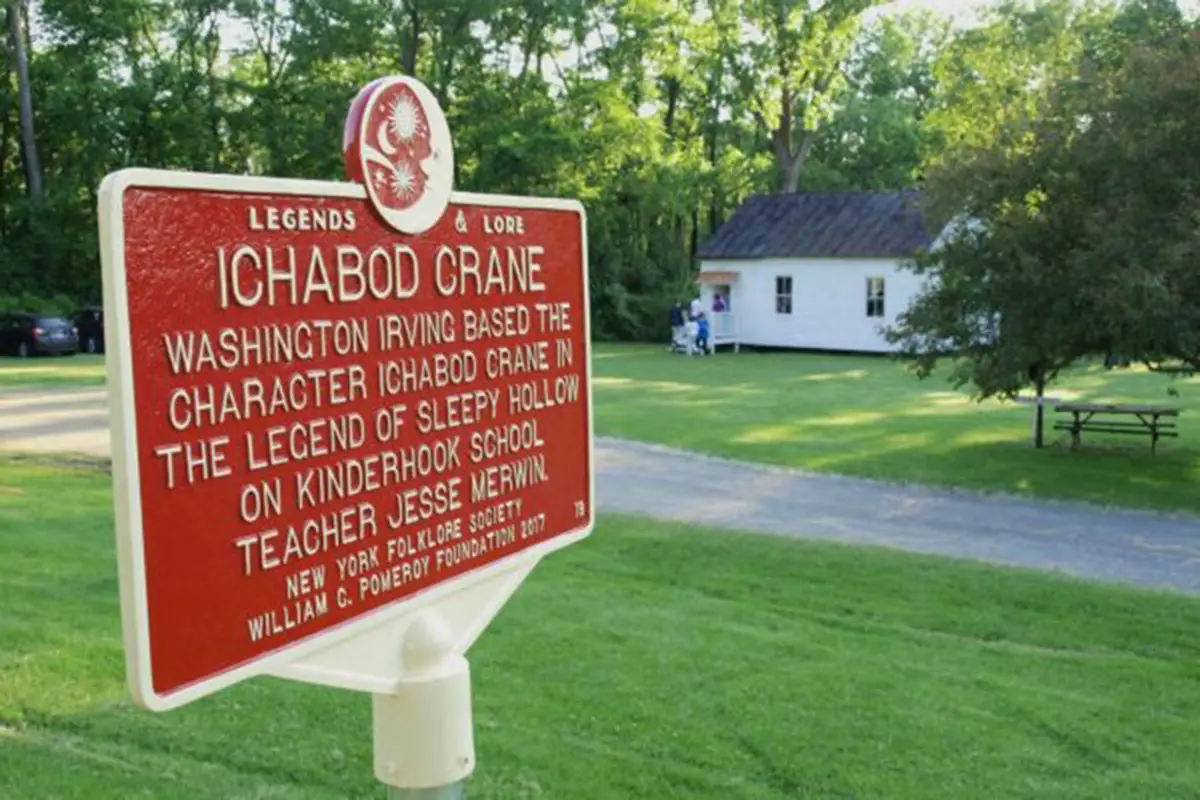 LEGENDS & LORE
ICHABOD CRANE
WASHINGTON IRVING BASED THE
CHARACTER ICHABOD CRANE IN
THE LEGEND OF SLEEPY HOLLOW
ON KINDERHOOK SCHOOL
TEACHER JESSE MERWIN.
NEW YORK FOLKLORE SOCIETY
WILLIAM G. POMEROY FOUNDATION 2017
19